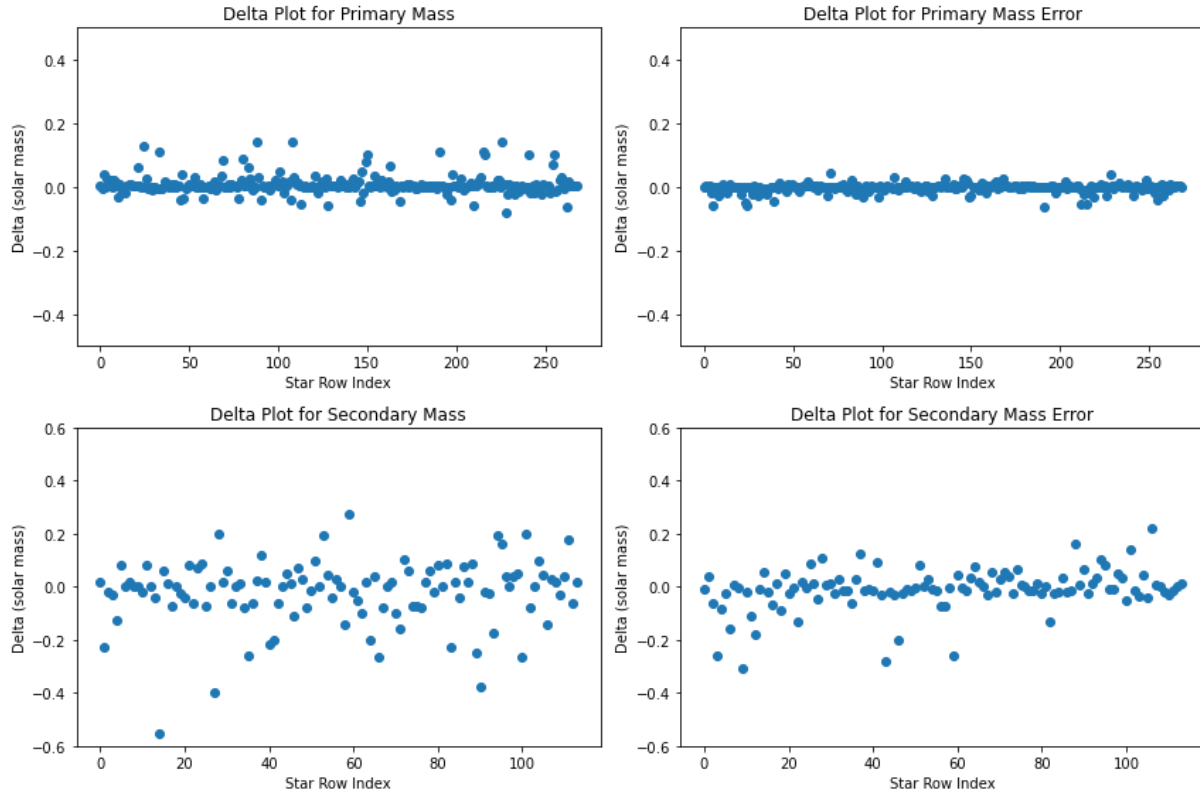 Delta Plot for Primary Mass
Delta (solar mass)
0.4
0.2
0.0
−0.2
−0.4
0 50 100 150 200 250
Star Row Index
Delta Plot for Primary Mass Error
Delta (solar mass)
0.4
0.2
0.0
−0.2
−0.4
0 50 100 150 200 250
Star Row Index
Delta Plot for Secondary Mass
Delta (solar mass)
0.6
0.4
0.2
0.0
−0.2
−0.4
−0.6
0 20 40 60 80 100
Star Row Index
Delta Plot for Secondary Mass Error
Delta (solar mass)
0.6
0.4
0.2
0.0
−0.2
−0.4
−0.6
0 20 40 60 80 100
Star Row Index